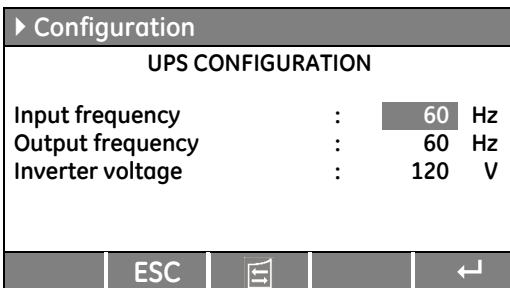 Configuration
UPS CONFIGURATION
Input frequency : 60 Hz
Output frequency : 60 Hz
Inverter voltage : 120 V
ESC